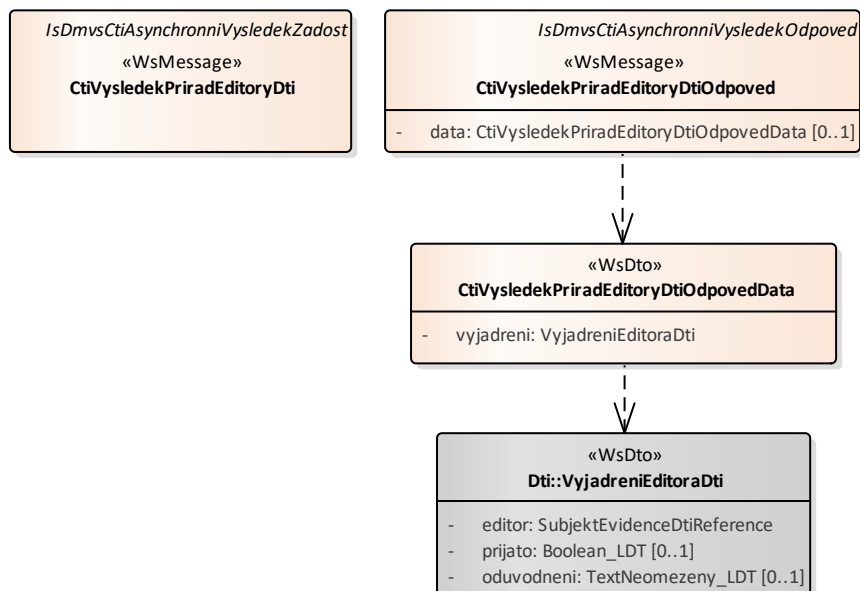 IsDmvsCtiAsynchronniVysledekZadost
«WsMessage»
CtiVysledekPriradEditoryDti
IsDmvsCtiAsynchronniVysledekOdpoved
«WsMessage»
CtiVysledekPriradEditoryDtiOdpoved
- data: CtiVysledekPriradEditoryDtiOdpovedData [0..1]
«WsDto»
CtiVysledekPriradEditoryDtiOdpovedData
- vyjadreni: VyjadreniEditoraDti
«WsDto»
Dti::VyjadreniEditoraDti
- editor: SubjektEvidenceDtiReference
- prijato: Boolean_LDT [0..1]
- oduvodneni: TextNeomezeny_LDT [0..1]